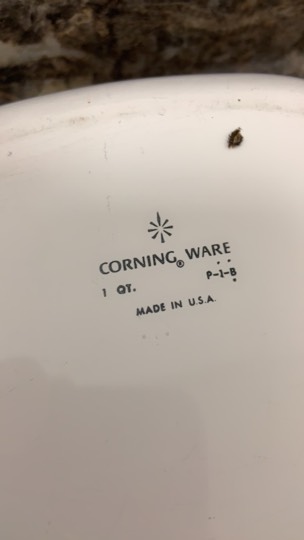 CORNING® WARE
1 QT. P-1-B
MADE IN U.S.A.